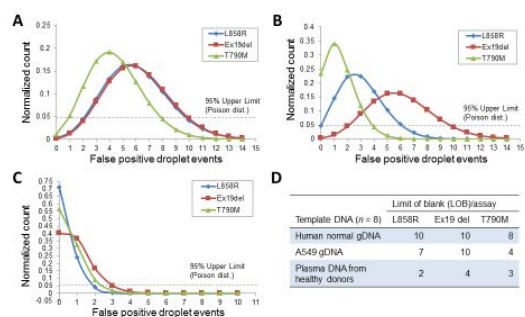 A
L858R
Ex19del
T790M
Normalized count
0.25
0.2
0.15
0.1
0.05
0
95% Upper Limit
(Poison dist.)
0 1 2 3 4 5 6 7 8 9 10 11 12 13 14 15
False positive droplet events
B
L858R
Ex19del
T790M
Normalized count
0.4
0.35
0.3
0.25
0.2
0.15
0.1
0.05
0
95% Upper Limit
(Poison dist.)
0 1 2 3 4 5 6 7 8 9 10 11 12 13 14 15
False positive droplet events
C
L858R
Ex19del
T790M
Normalized count
0.75
0.7
0.65
0.6
0.55
0.5
0.45
0.4
0.35
0.3
0.25
0.2
0.15
0.1
0.05
0
-0.05
95% Upper Limit
(Poison dist.)
0 1 2 3 4 5 6 7 8 9 10 11
False positive droplet events
D
Limit of blank (LOB)/assay
Template DNA (n = 8) L858R Ex19 del T790M
Human normal gDNA 10 10 8
A549 gDNA 7 10 4
Plasma DNA from
healthy donors 2 4 3